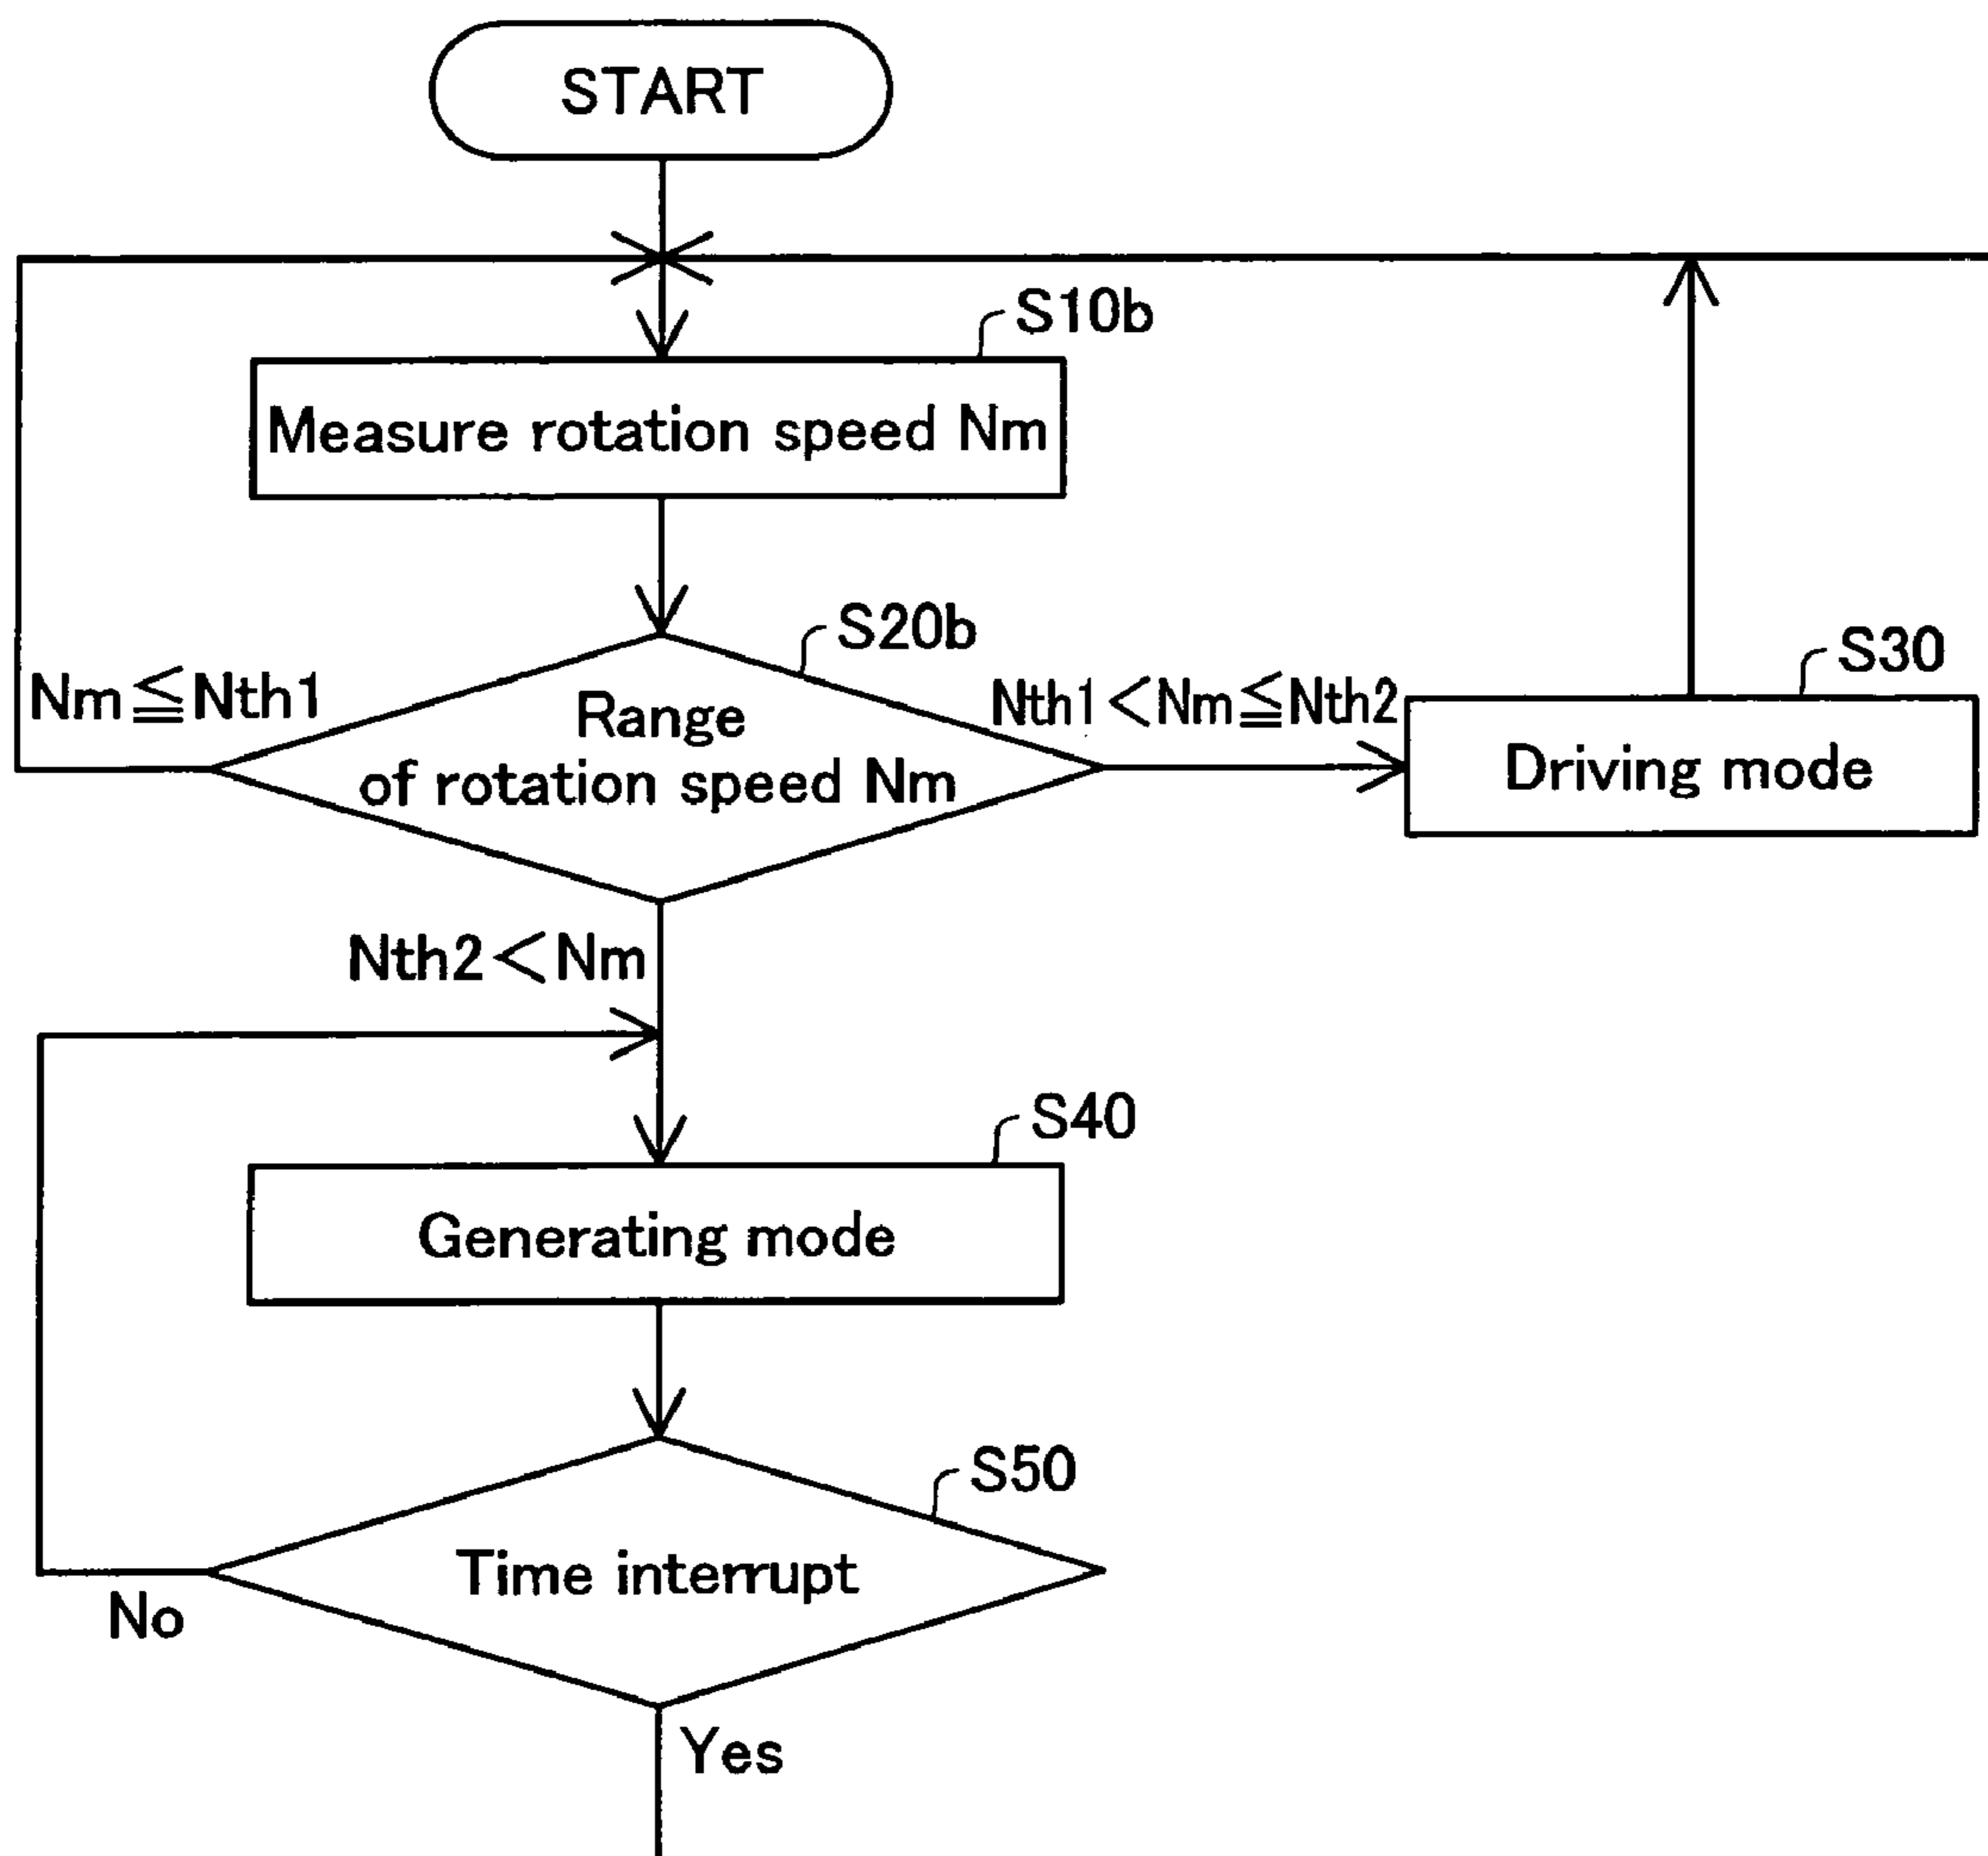 START
S10b
Measure rotation speed Nm
S20b
S30
Nm≦Nth1
Range
of rotation speed Nm
Nth1<Nm≦Nth2
Driving mode
Nth2<Nm
S40
Generating mode
S50
Time interrupt
No
Yes